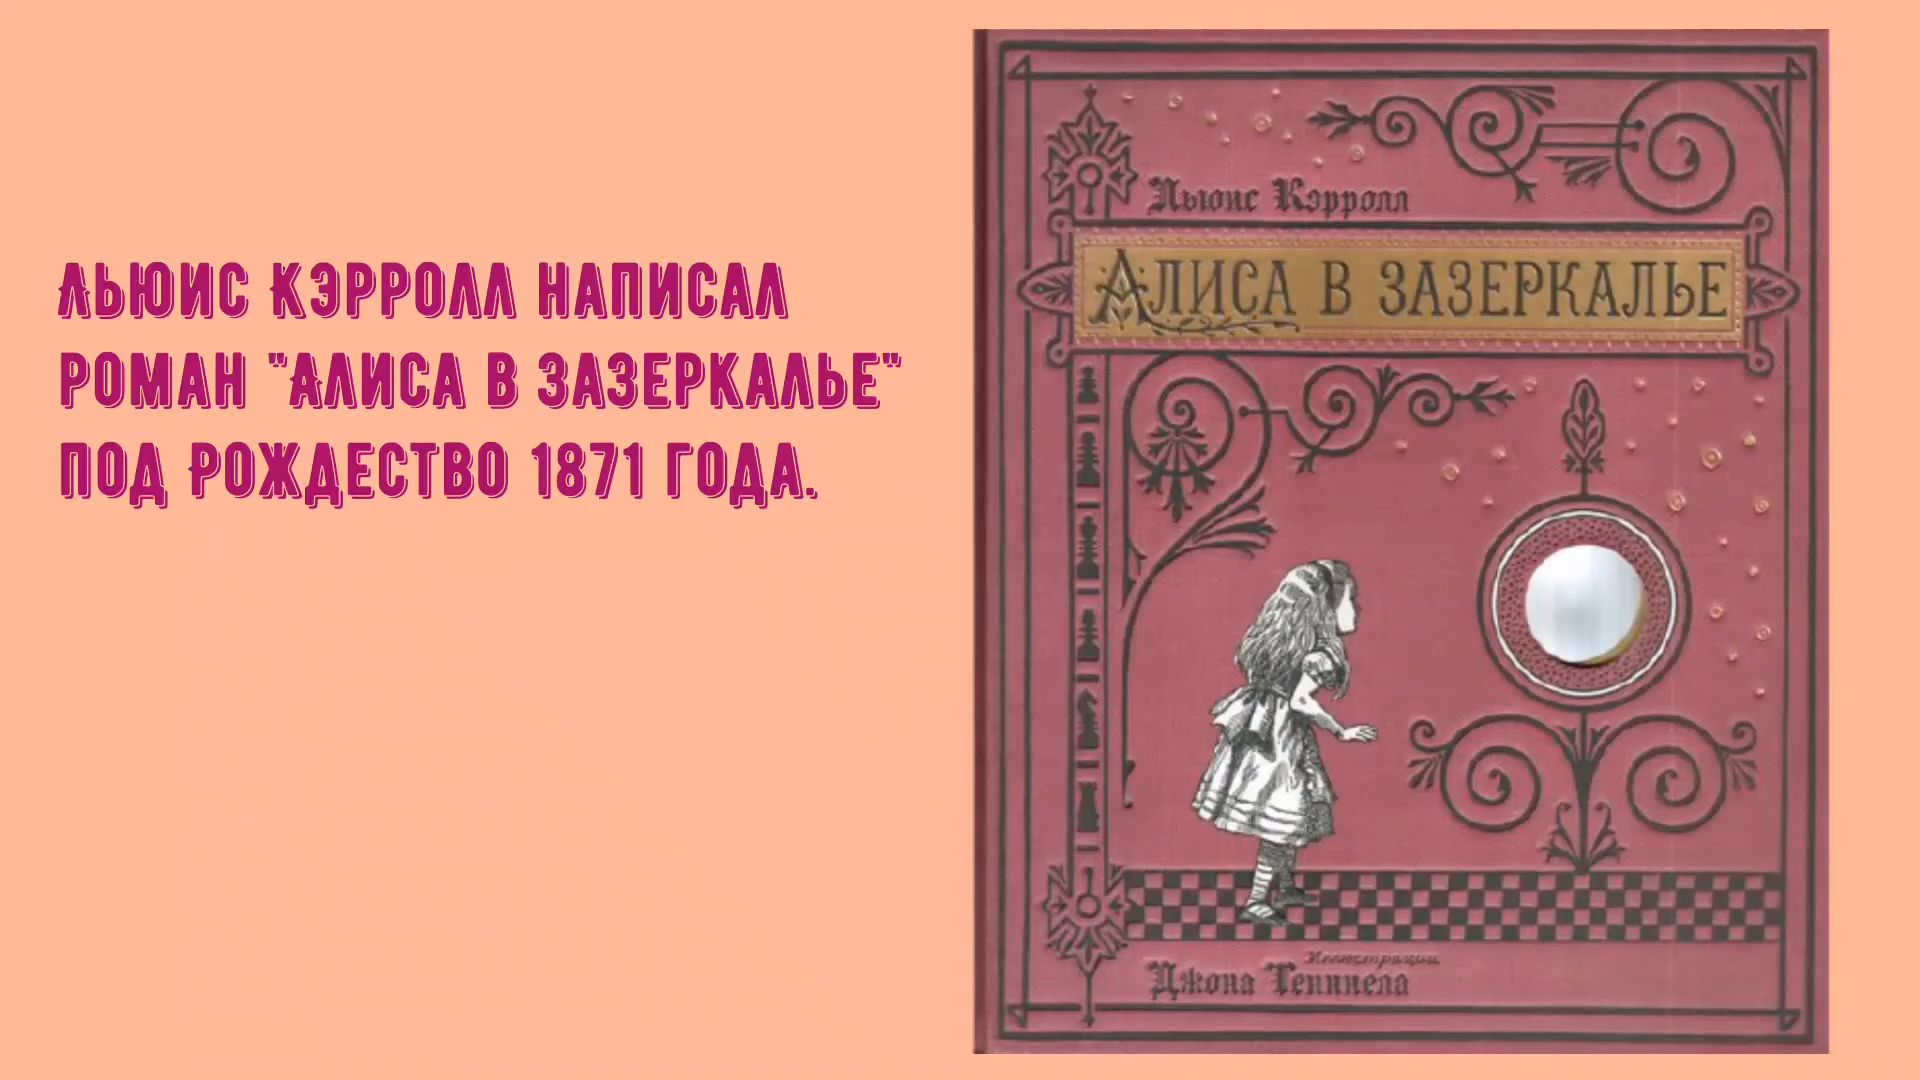 Льюис Кэрролл написал
роман "Алиса в зазеркалье"
под Рождество 1871 года.
Льюис Кэрролл
Алиса в зазеркалье
Иллюстрации
Джона Тенниела